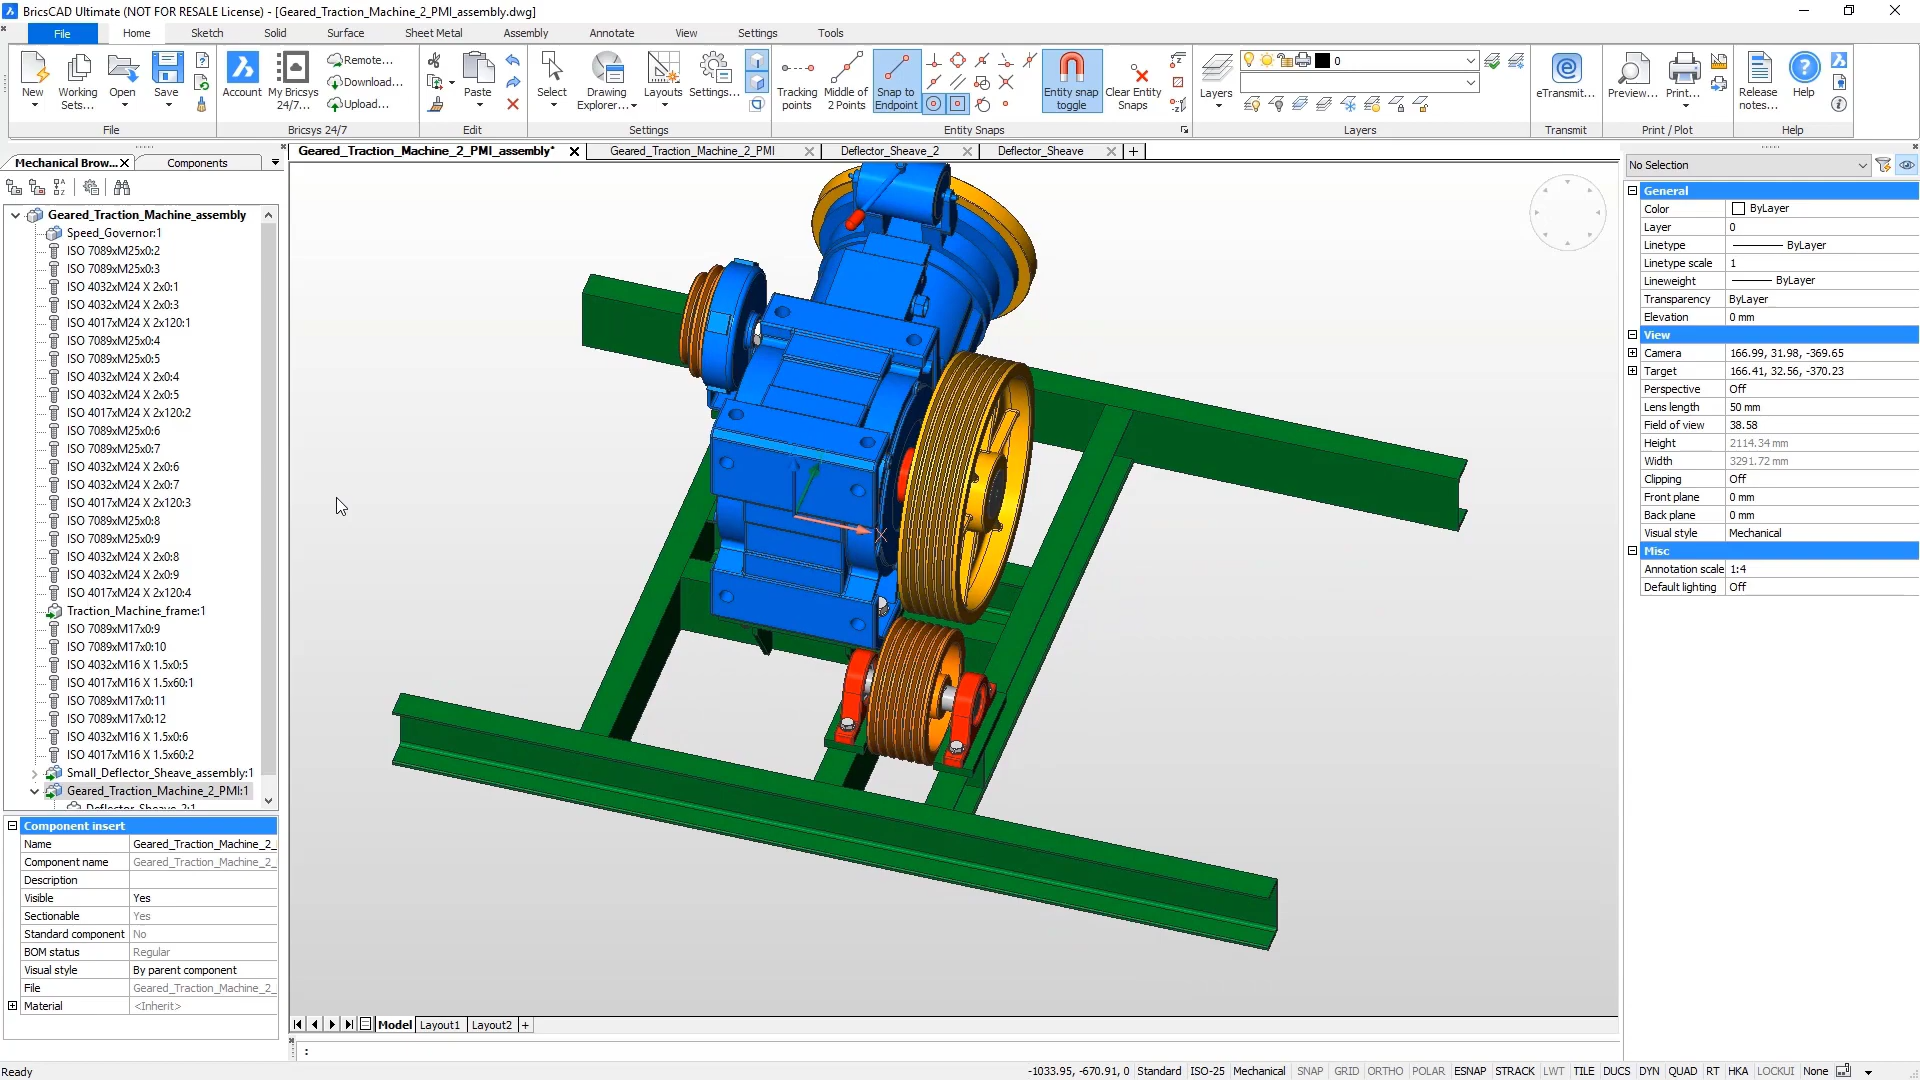 BricsCAD Ultimate (NOT FOR RESALE License) - [Geared_Traction_Machine_2_PMI_assembly.dwg]
File Home Sketch Solid Surface Sheet Metal Assembly Annotate View Settings Tools
New Working Sets... Open Save
Account My Bricsys 24/7... Remote... Download... Upload...
Paste
Select Drawing Explorer... Layouts Settings...
Tracking points Middle of 2 Points Snap to Endpoint Entity snap toggle Clear Entity Snaps
Layers 0
eTransmit... Preview... Print... Release notes... Help
File Bricsys 24/7 Edit Settings Entity Snaps Layers Transmit Print / Plot Help
Mechanical Brow... Components
Geared_Traction_Machine_2_PMI_assembly* Geared_Traction_Machine_2_PMI Deflector_Sheave_2 Deflector_Sheave
Geared_Traction_Machine_assembly
Speed_Governor:1
ISO 7089xM25x0:2
ISO 7089xM25x0:3
ISO 4032xM24 X 2x0:1
ISO 4032xM24 X 2x0:3
ISO 4017xM24 X 2x120:1
ISO 7089xM25x0:4
ISO 7089xM25x0:5
ISO 4032xM24 X 2x0:4
ISO 4032xM24 X 2x0:5
ISO 4017xM24 X 2x120:2
ISO 7089xM25x0:6
ISO 7089xM25x0:7
ISO 4032xM24 X 2x0:6
ISO 4032xM24 X 2x0:7
ISO 4017xM24 X 2x120:3
ISO 7089xM25x0:8
ISO 7089xM25x0:9
ISO 4032xM24 X 2x0:8
ISO 4032xM24 X 2x0:9
ISO 4017xM24 X 2x120:4
Traction_Machine_frame:1
ISO 7089xM17x0:9
ISO 7089xM17x0:10
ISO 4032xM16 X 1.5x0:5
ISO 4017xM16 X 1.5x60:1
ISO 7089xM17x0:11
ISO 7089xM17x0:12
ISO 4032xM16 X 1.5x0:6
ISO 4017xM16 X 1.5x60:2
Small_Deflector_Sheave_assembly:1
Geared_Traction_Machine_2_PMI:1
Deflector_Sheave_2:1
Component insert
Name Geared_Traction_Machine_2_
Component name Geared_Traction_Machine_2_
Description
Visible Yes
Sectionable Yes
Standard component No
BOM status Regular
Visual style By parent component
File Geared_Traction_Machine_2_
Material <Inherit>
X
Model Layout1 Layout2 +
:
No Selection
General
Color ByLayer
Layer 0
Linetype ByLayer
Linetype scale 1
Lineweight ByLayer
Transparency ByLayer
Elevation 0 mm
View
Camera 166.99, 31.98, -369.65
Target 166.41, 32.56, -370.23
Perspective Off
Lens length 50 mm
Field of view 38.58
Height 2114.34 mm
Width 3291.72 mm
Clipping Off
Front plane 0 mm
Back plane 0 mm
Visual style Mechanical
Misc
Annotation scale 1:4
Default lighting Off
Ready -1033.95, -670.91, 0 Standard ISO-25 Mechanical SNAP GRID ORTHO POLAR ESNAP STRACK LWT TILE DUCS DYN QUAD RT HKA LOCKUI None